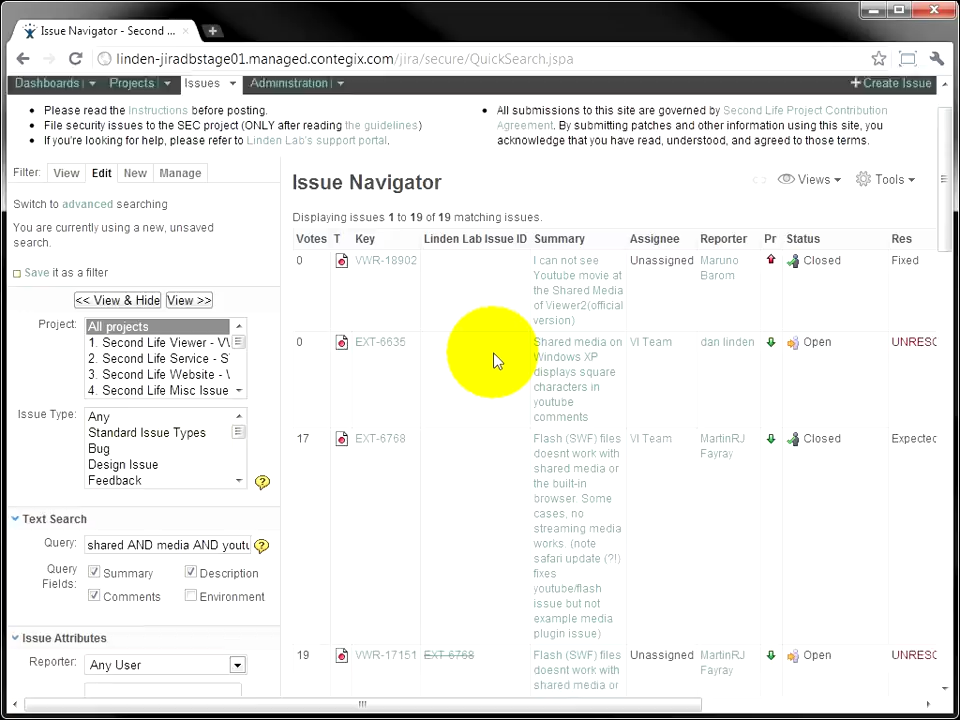 Issue Navigator - Second ...
linden-jiradbstage01.managed.contegix.com/jira/secure/QuickSearch.jspa
Dashboards Projects Issues Administration + Create Issue
Please read the Instructions before posting.
File security issues to the SEC project (ONLY after reading the guidelines)
If you're looking for help, please refer to Linden Lab's support portal.
All submissions to this site are governed by Second Life Project Contribution
Agreement. By submitting patches and other information using this site, you
acknowledge that you have read, understood, and agreed to those terms.
Filter: View Edit New Manage
Switch to advanced searching
You are currently using a new, unsaved
search.
Save it as a filter
<< View & Hide View >>
Project: All projects
1. Second Life Viewer - V
2. Second Life Service - S
3. Second Life Website -
4. Second Life Misc Issue
Issue Type: Any
Standard Issue Types
Bug
Design Issue
Feedback
Text Search
Query: shared AND media AND youtu
Query
Fields:
Summary Description
Comments Environment
Issue Attributes
Reporter: Any User
Issue Navigator
Views Tools
Displaying issues 1 to 19 of 19 matching issues.
Votes T Key Linden Lab Issue ID Summary Assignee Reporter Pr Status Res
0 VWR-18902 I can not see Unassigned Maruno Closed Fixed
Youtube movie at Barom
the Shared Media
of Viewer2(official
version)
0 EXT-6635 Shared media on VI Team dan linden Open UNRESO
Windows XP
displays square
characters in
youtube
comments
17 EXT-6768 Flash (SWF) files VI Team MartinRJ Closed Expected
doesnt work with Fayray
shared media or
the built-in
browser. Some
cases, no
streaming media
works. (note
safari update (?!)
fixes
youtube/flash
issue but not
example media
plugin issue)
19 VWR-17151 EXT-6768 Flash (SWF) files Unassigned MartinRJ Open UNRESO
doesnt work with Fayray
shared media or